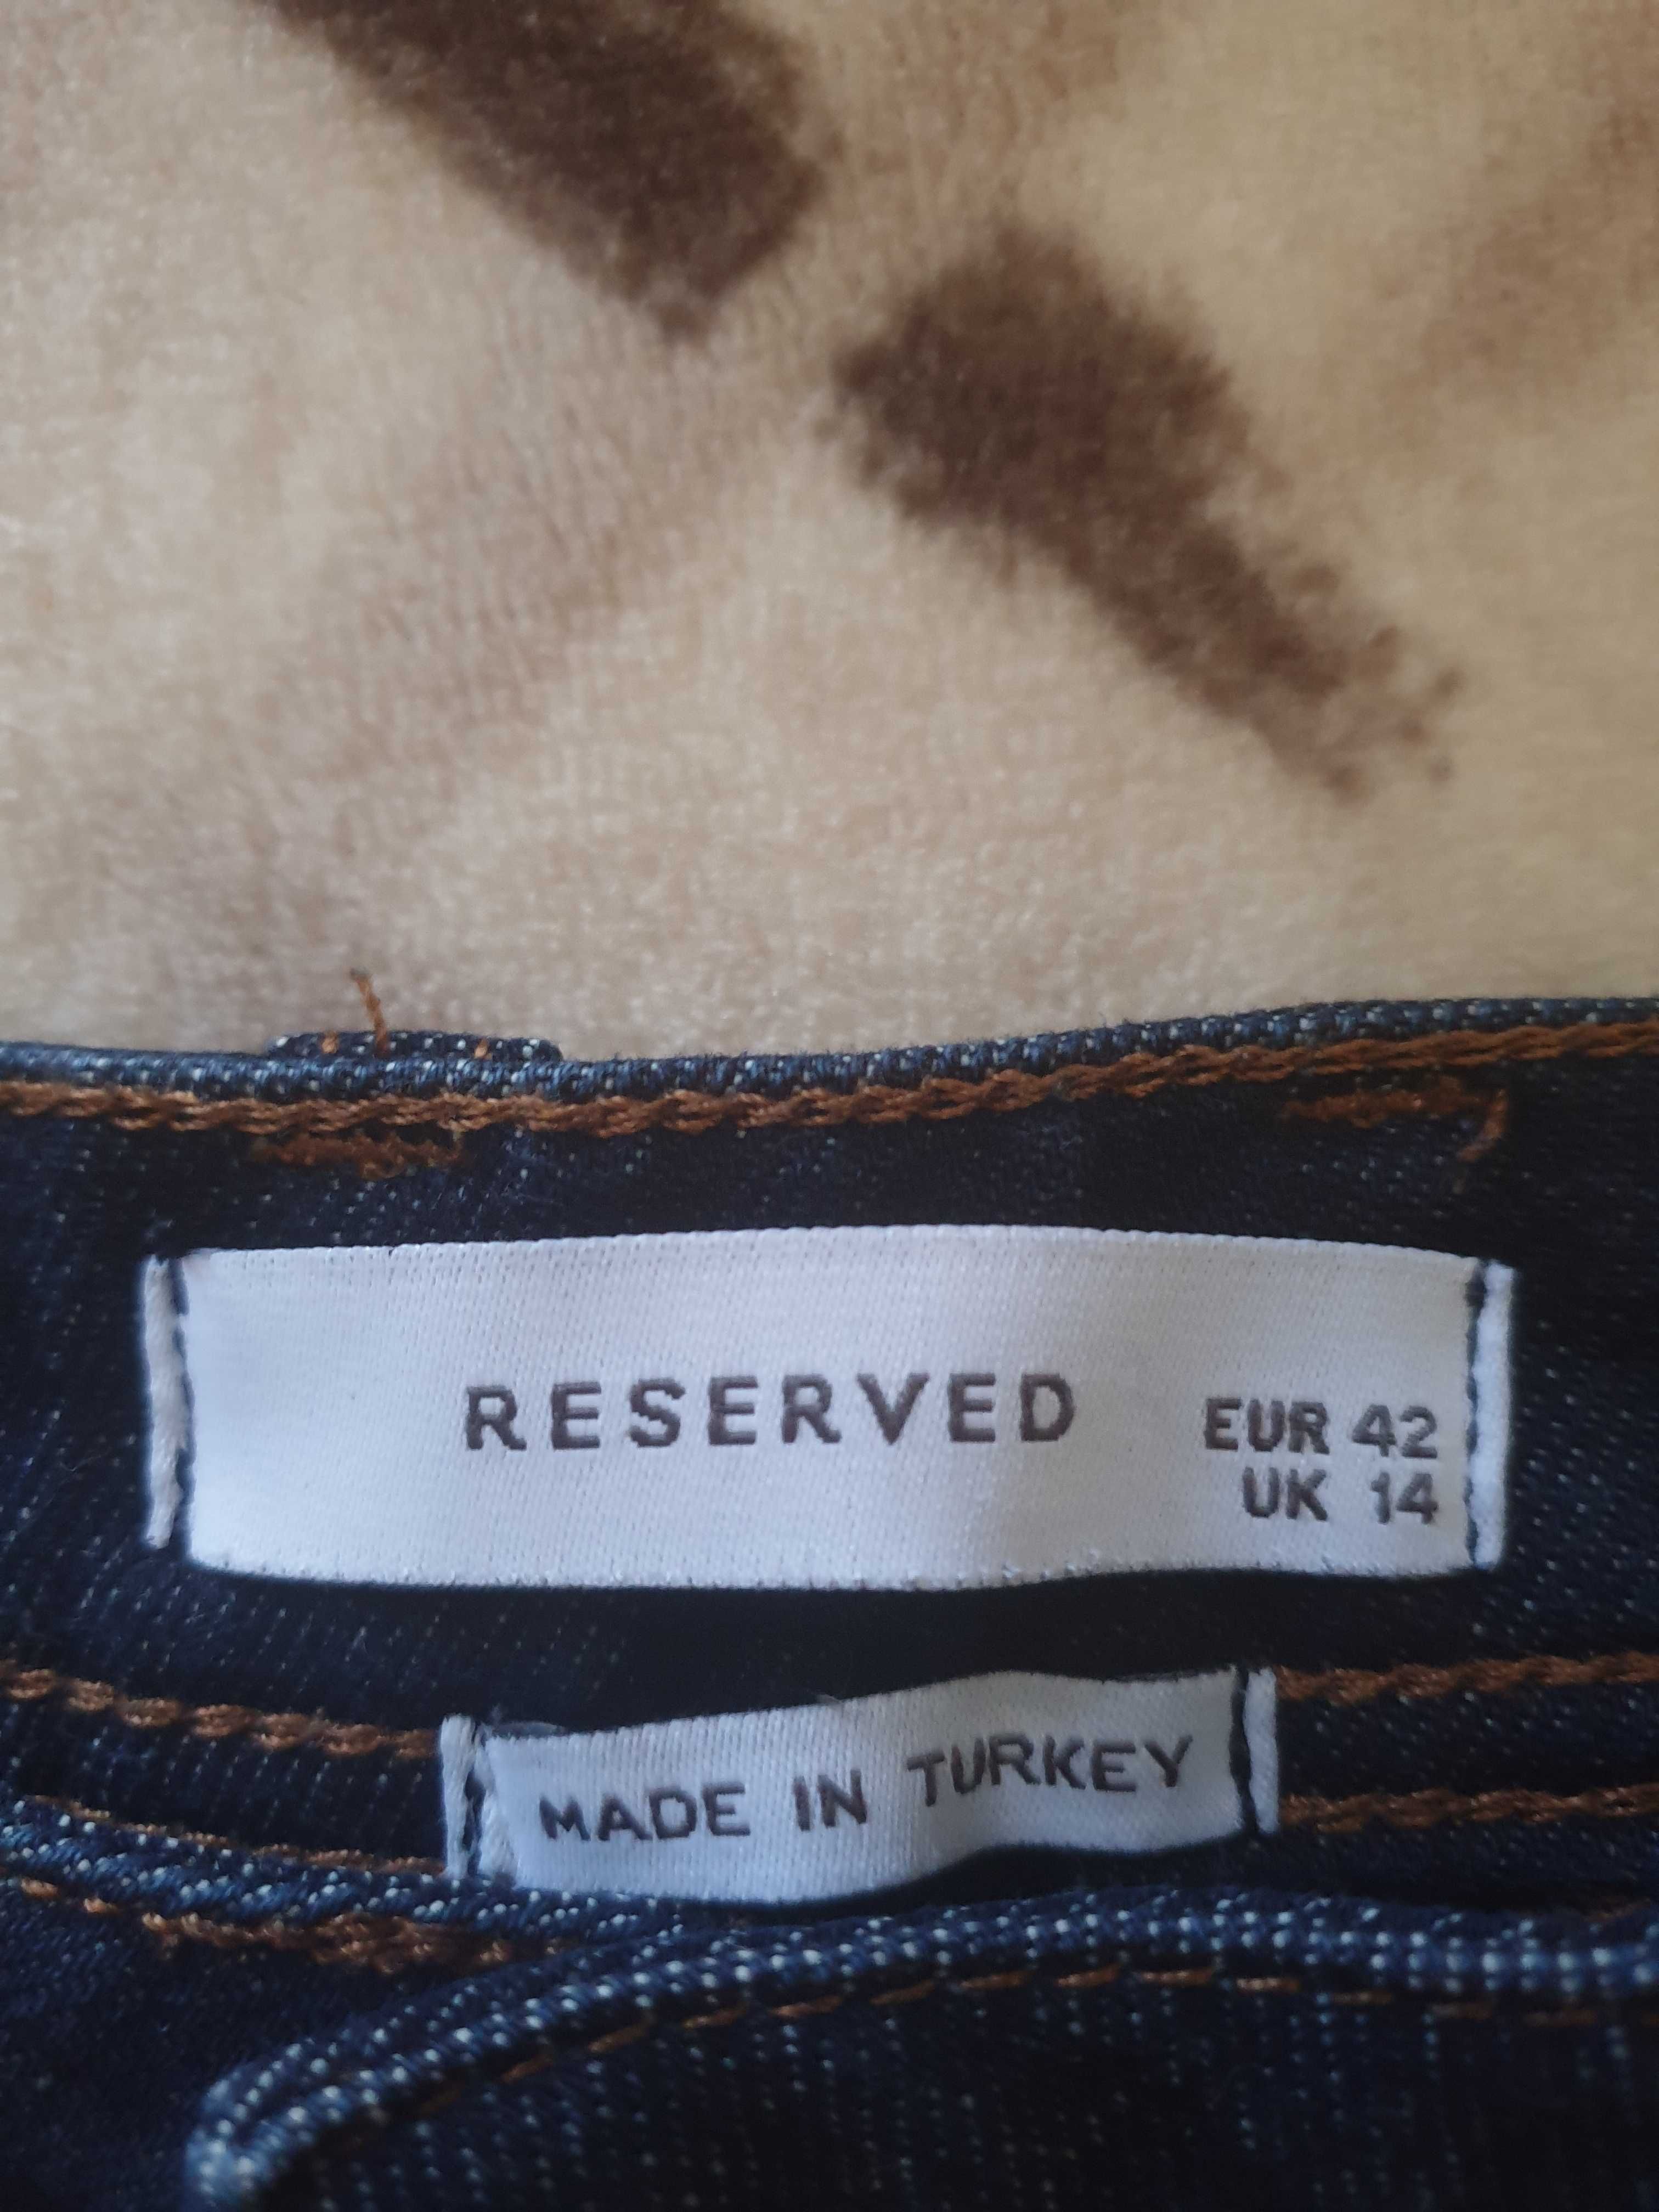 RESERVED
EUR 42
UK 14
MADE IN TURKEY